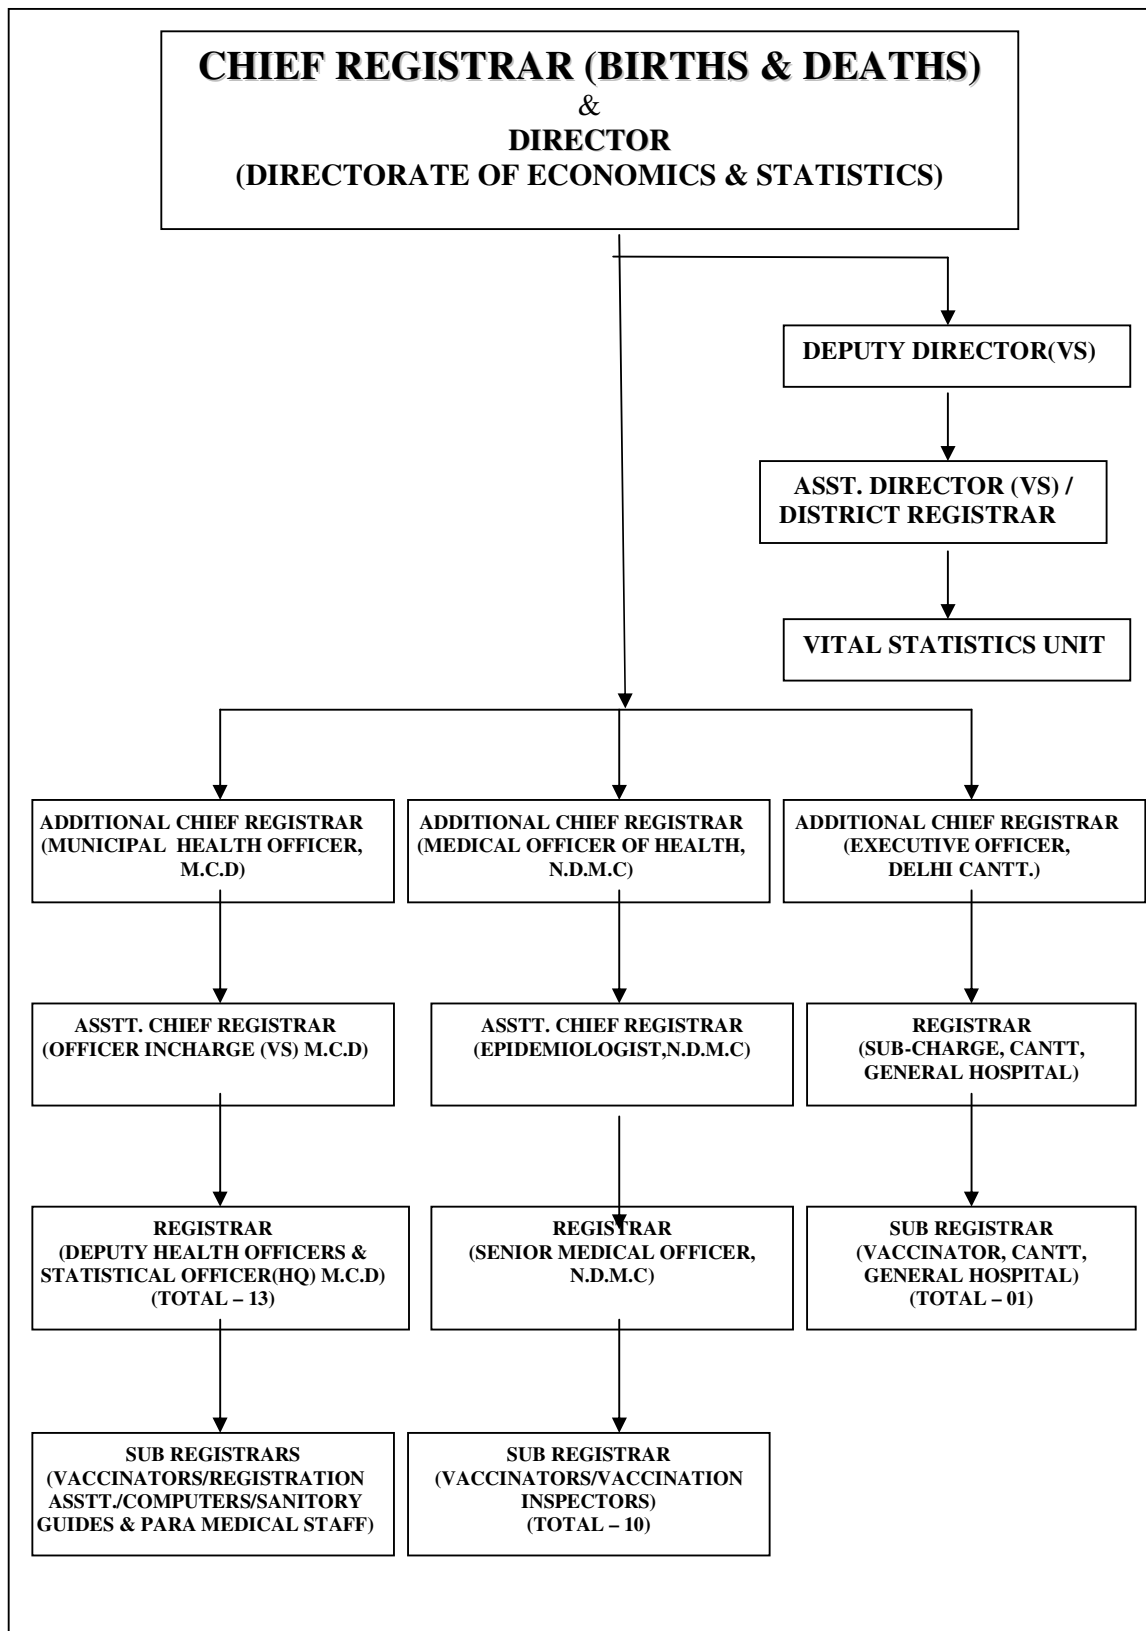 CHIEF REGISTRAR (BIRTHS & DEATHS)
&
DIRECTOR
(DIRECTORATE OF ECONOMICS & STATISTICS)
DEPUTY DIRECTOR(VS)
ASST. DIRECTOR (VS) /
DISTRICT REGISTRAR
VITAL STATISTICS UNIT
ADDITIONAL CHIEF REGISTRAR
(MUNICIPAL HEALTH OFFICER,
M.C.D)
ADDITIONAL CHIEF REGISTRAR
(MEDICAL OFFICER OF HEALTH,
N.D.M.C)
ADDITIONAL CHIEF REGISTRAR
(EXECUTIVE OFFICER,
DELHI CANTT.)
ASSTT. CHIEF REGISTRAR
(OFFICER INCHARGE (VS) M.C.D)
ASSTT. CHIEF REGISTRAR
(EPIDEMIOLOGIST,N.D.M.C)
REGISTRAR
(SUB-CHARGE, CANTT,
GENERAL HOSPITAL)
REGISTRAR
(DEPUTY HEALTH OFFICERS &
STATISTICAL OFFICER(HQ) M.C.D)
(TOTAL – 13)
REGISTRAR
(SENIOR MEDICAL OFFICER,
N.D.M.C)
SUB REGISTRAR
(VACCINATOR, CANTT,
GENERAL HOSPITAL)
(TOTAL – 01)
SUB REGISTRARS
(VACCINATORS/REGISTRATION
ASSTT./COMPUTERS/SANITORY
GUIDES & PARA MEDICAL STAFF)
SUB REGISTRAR
(VACCINATORS/VACCINATION
INSPECTORS)
(TOTAL – 10)